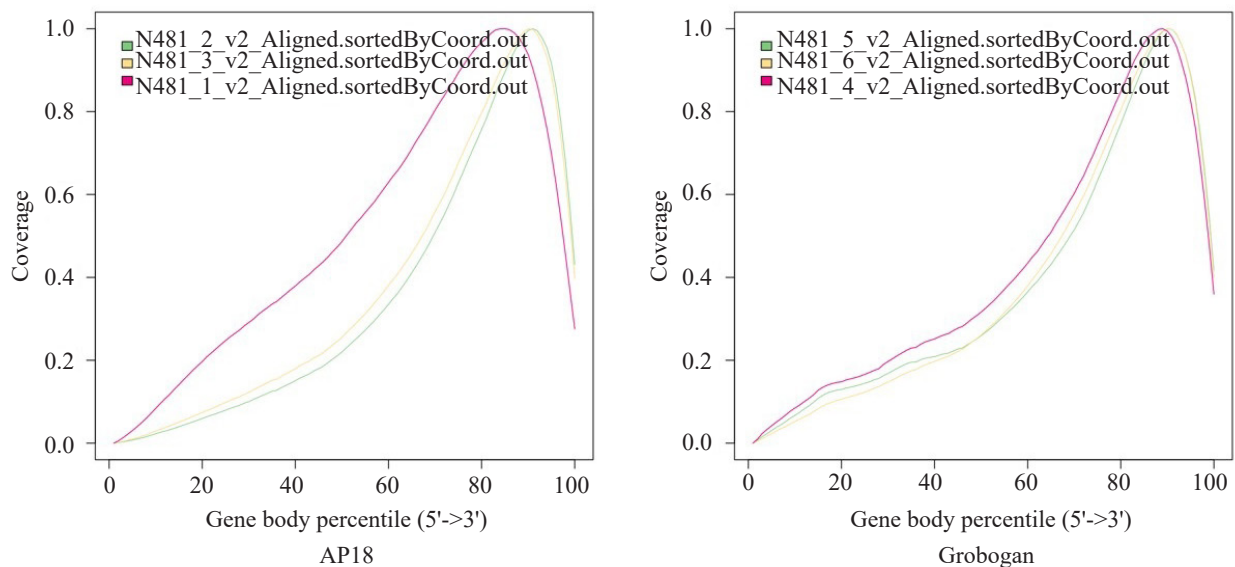 1.0
0.8
0.6
0.4
0.2
0.0
Coverage
N481_2_v2_Aligned.sortedByCoord.out
N481_3_v2_Aligned.sortedByCoord.out
N481_1_v2_Aligned.sortedByCoord.out
0 20 40 60 80 100
Gene body percentile (5'->3')
AP18
1.0
0.8
0.6
0.4
0.2
0.0
Coverage
N481_5_v2_Aligned.sortedByCoord.out
N481_6_v2_Aligned.sortedByCoord.out
N481_4_v2_Aligned.sortedByCoord.out
0 20 40 60 80 100
Gene body percentile (5'->3')
Grobogan